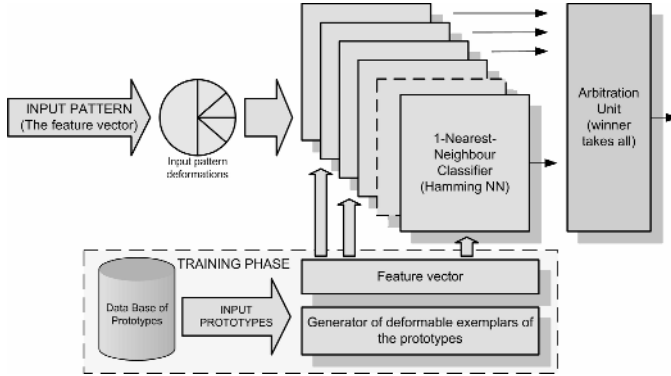 INPUT PATTERN
(The feature vector)
Input pattern
deformations
1-Nearest-
Neighbour
Classifier
(Hamming NN)
Arbitration
Unit
(winner
takes all)
TRAINING PHASE
Data Base of
Prototypes
INPUT
PROTOTYPES
Feature vector
Generator of deformable exemplars of
the prototypes